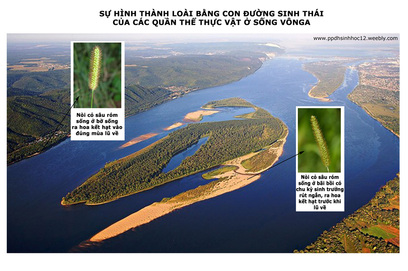 SỰ HÌNH THÀNH LOÀI BẰNG CON ĐƯỜNG SINH THÁI
CỦA CÁC QUẦN THỂ THỰC VẬT Ở SÔNG VÔNGA
www.ppdhsinhhoc12.weebly.com
Nòi cỏ sâu róm
sống ở bờ sông
ra hoa kết hạt vào
đúng mùa lũ về
Nòi cỏ sâu róm
sống ở bãi bồi có
chu kỳ sinh trưởng
rút ngắn, ra hoa
kết hạt trước khi
lũ về